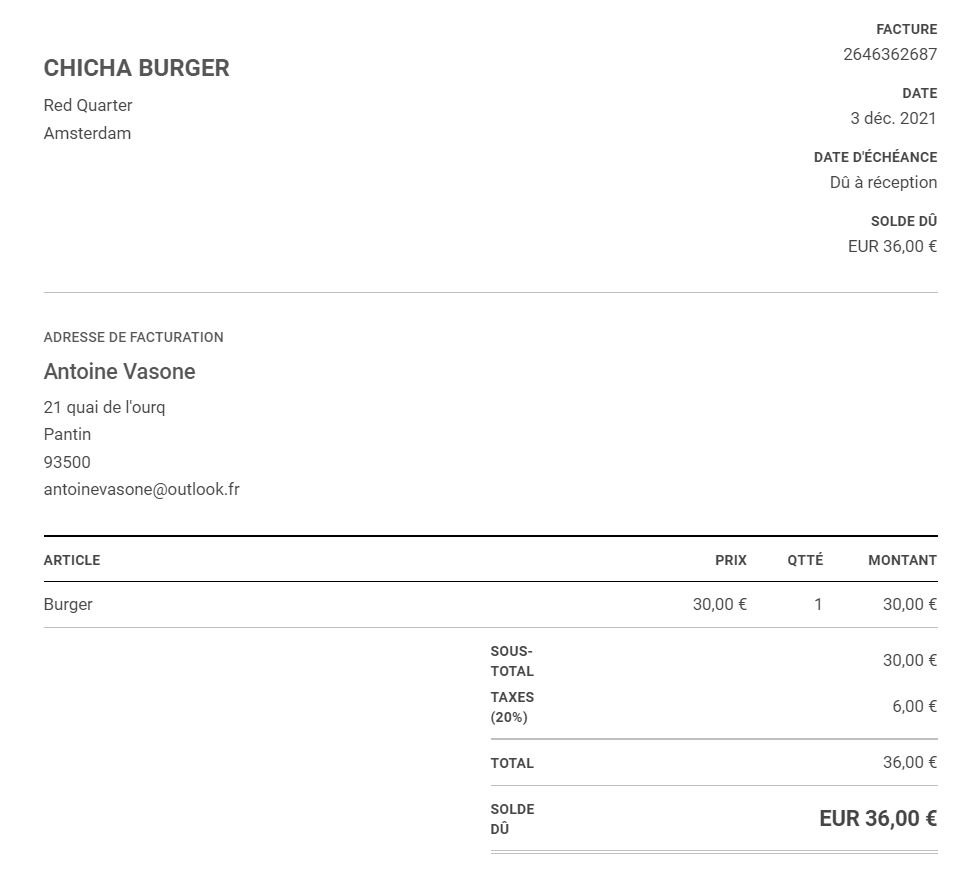 CHICHA BURGER
Red Quarter
Amsterdam
FACTURE
2646362687
DATE
3 déc. 2021
DATE D'ÉCHÉANCE
Dû à réception
SOLDE DÛ
EUR 36,00 €
ADRESSE DE FACTURATION
Antoine Vasone
21 quai de l'ourq
Pantin
93500
antoinevasone@outlook.fr
ARTICLE PRIX QTTÉ MONTANT
Burger 30,00 € 1 30,00 €
SOUS-
TOTAL
30,00 €
TAXES
(20%)
6,00 €
TOTAL 36,00 €
SOLDE
DÛ
EUR 36,00 €